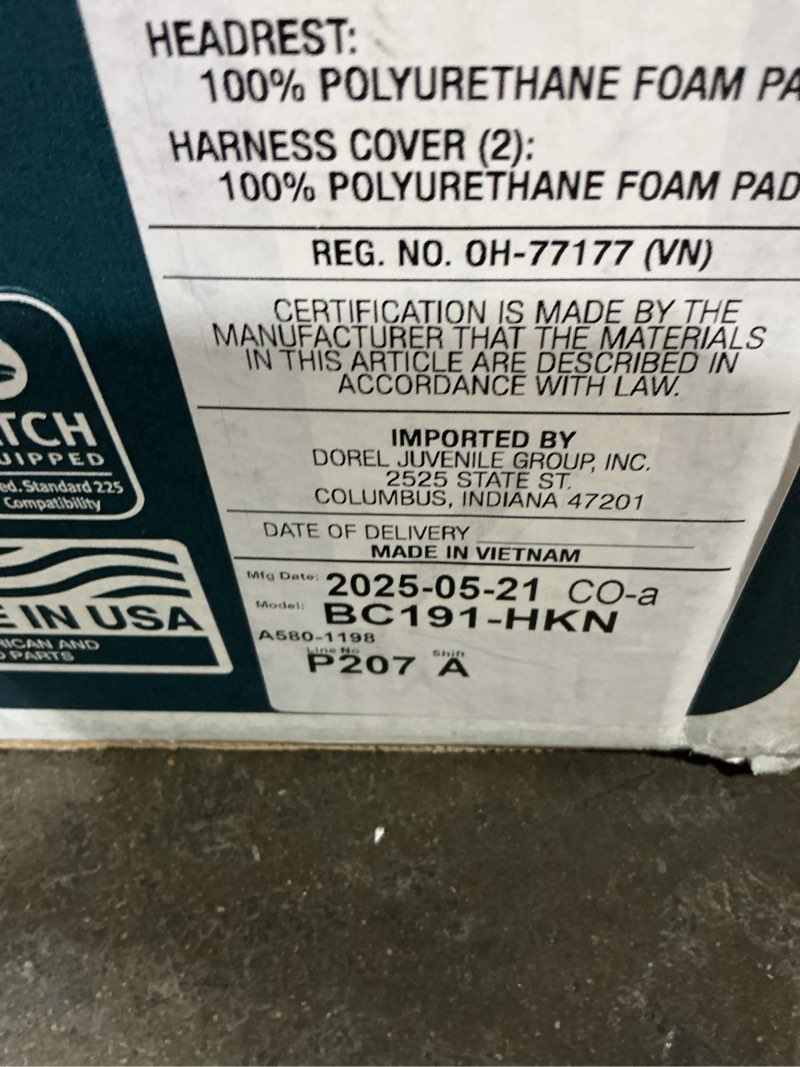 HEADREST:
100% POLYURETHANE FOAM PA
HARNESS COVER (2):
100% POLYURETHANE FOAM PAD
REG. NO. OH-77177 (VN)
CERTIFICATION IS MADE BY THE
MANUFACTURER THAT THE MATERIALS
IN THIS ARTICLE ARE DESCRIBED IN
ACCORDANCE WITH LAW.
IMPORTED BY
DOREL JUVENILE GROUP, INC.
2525 STATE ST.
COLUMBUS, INDIANA 47201
DATE OF DELIVERY
MADE IN VIETNAM
Mfg Date: 2025-05-21 CO-a
Model: BC191-HKN
A580-1198
Line No Shift
P207 A
TCH
UIPPED
ed. Standard 225
Compatibility
E IN USA
RICAN AND
D PARTS